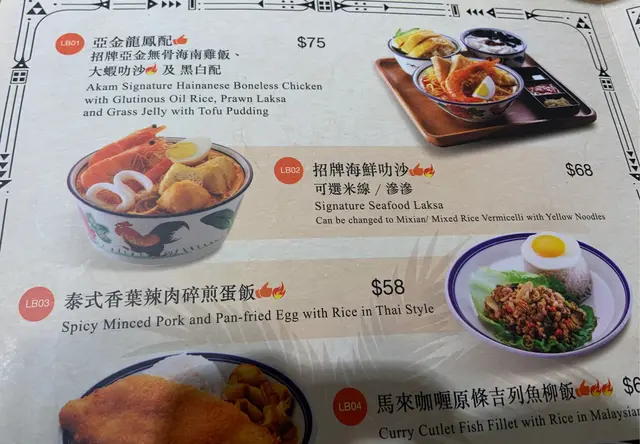 LB01 亞金龍鳳配 $75
招牌亞金無骨海南雞飯、
大蝦叻沙 及 黑白配
Akam Signature Hainanese Boneless Chicken
with Glutinous Oil Rice, Prawn Laksa
and Grass Jelly with Tofu Pudding
LB02 招牌海鮮叻沙 $68
可選米線 / 滲滲
Signature Seafood Laksa
Can be changed to Mixian/ Mixed Rice Vermicelli with Yellow Noodles
LB03 泰式香葉辣肉碎煎蛋飯 $58
Spicy Minced Pork and Pan-fried Egg with Rice in Thai Style
LB04 馬來咖喱原條吉列魚柳飯
Curry Cutlet Fish Fillet with Rice in Malaysian